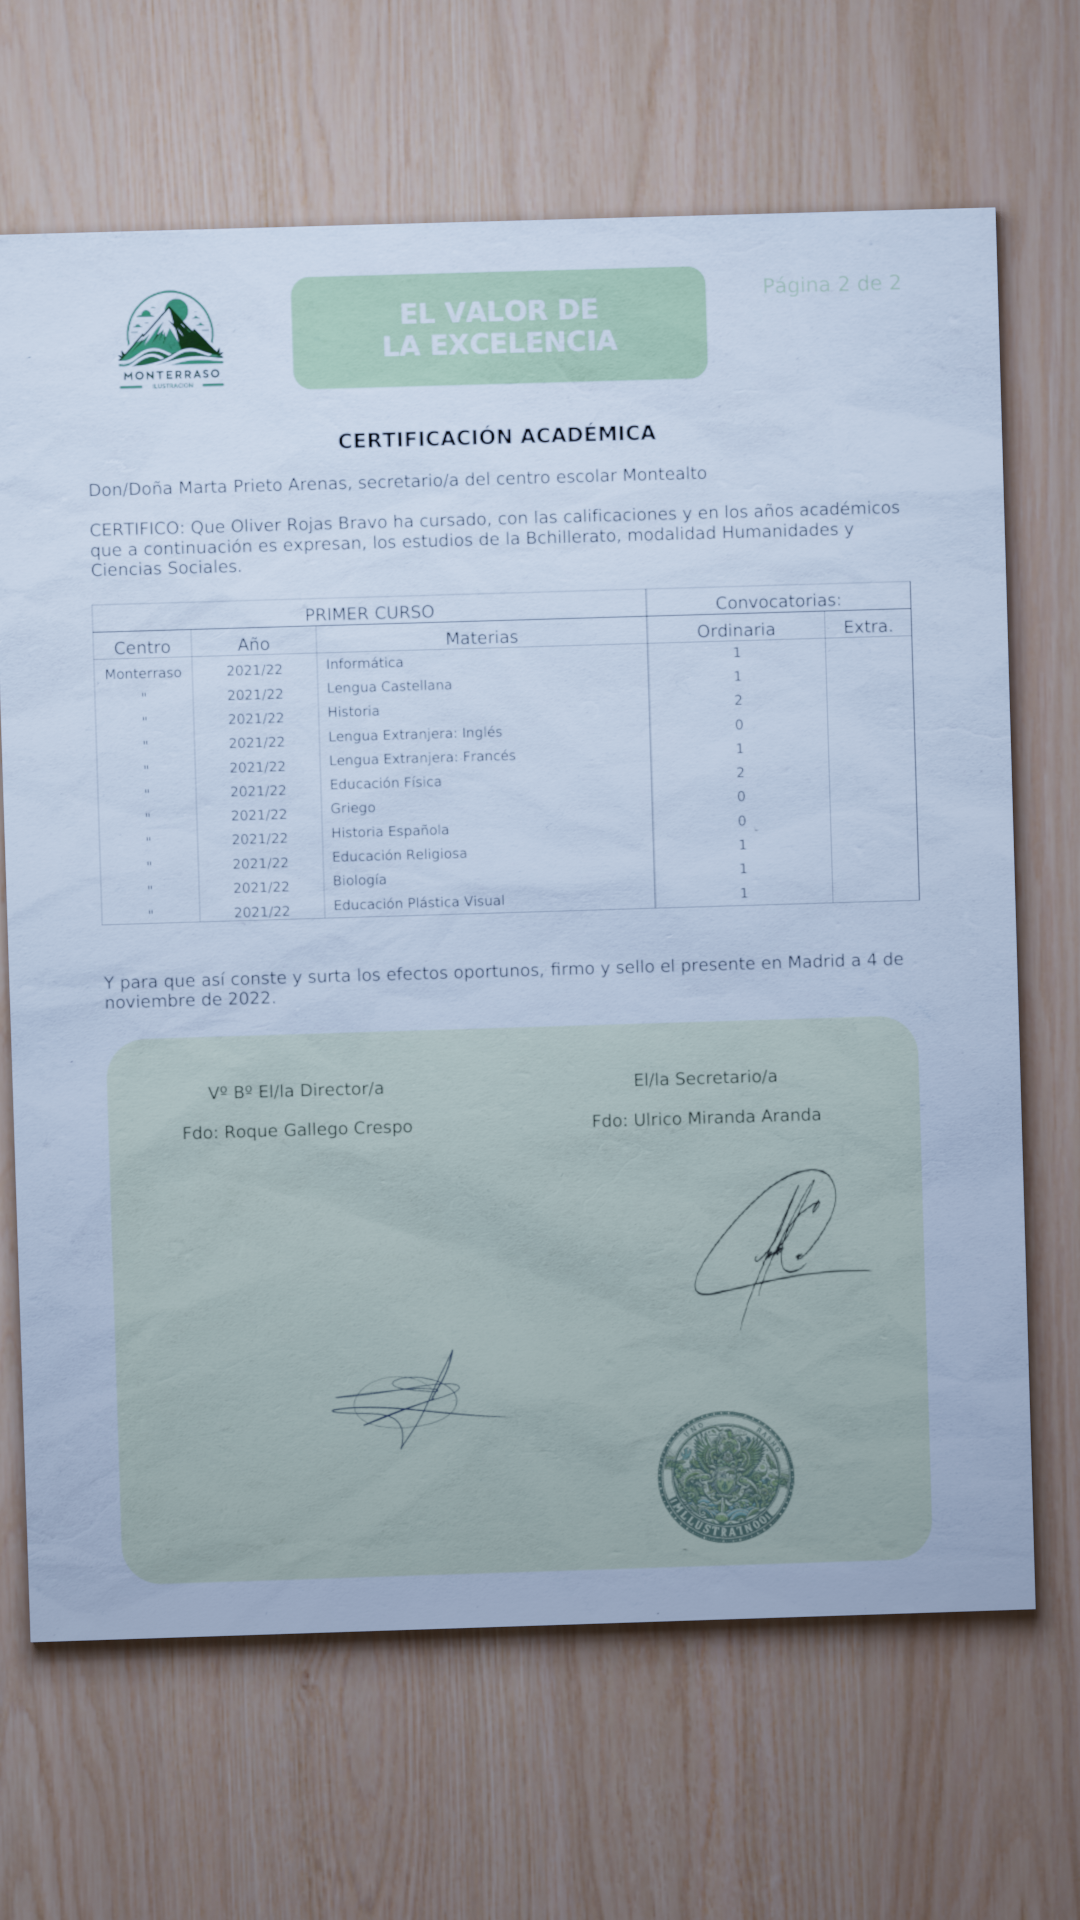 MONTERRASO
ILUSTRACION
EL VALOR DE
LA EXCELENCIA
Página 2 de 2
CERTIFICACIÓN ACADÉMICA
Don/Doña Marta Prieto Arenas, secretario/a del centro escolar Montealto
CERTIFICO: Que Oliver Rojas Bravo ha cursado, con las calificaciones y en los años académicos
que a continuación es expresan, los estudios de la Bchillerato, modalidad Humanidades y
Ciencias Sociales.
PRIMER CURSO Convocatorias:
Centro Año Materias Ordinaria Extra.
Monterraso 2021/22 Informática 1
" 2021/22 Lengua Castellana 1
" 2021/22 Historia 2
" 2021/22 Lengua Extranjera: Inglés 0
" 2021/22 Lengua Extranjera: Francés 1
" 2021/22 Educación Física 2
" 2021/22 Griego 0
" 2021/22 Historia Española 0
" 2021/22 Educación Religiosa 1
" 2021/22 Biología 1
" 2021/22 Educación Plástica Visual 1
Y para que así conste y surta los efectos oportunos, firmo y sello el presente en Madrid a 4 de
noviembre de 2022.
Vº Bº El/la Director/a
Fdo: Roque Gallego Crespo
El/la Secretario/a
Fdo: Ulrico Miranda Aranda